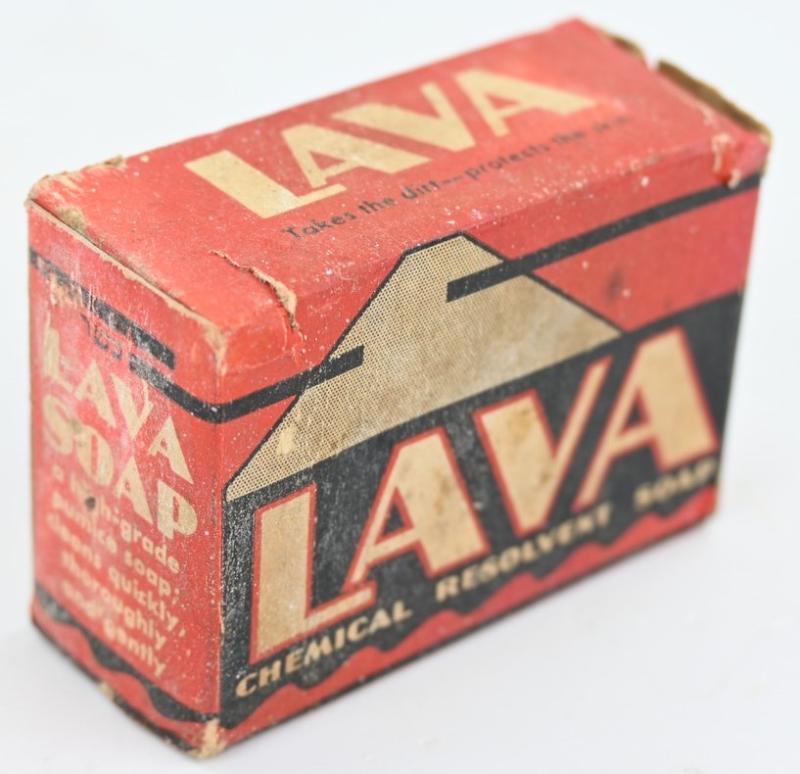 LAVA
Takes the dirt—protects the skin
LAVA
CHEMICAL RESOLVENT SOAP
LAVA
SOAP
a high-grade
pumice soap;
cleans quickly,
thoroughly
and gently